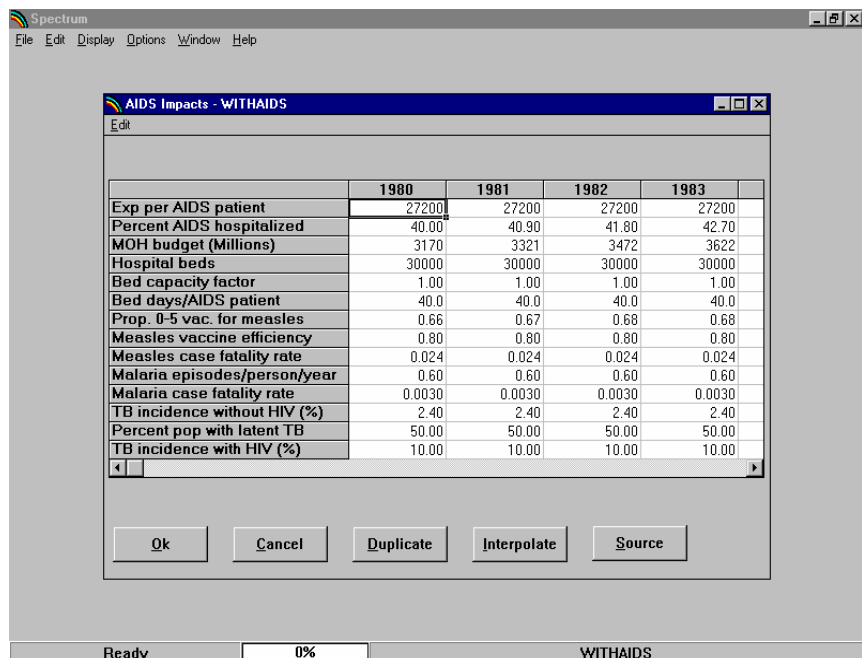 Spectrum
File Edit Display Options Window Help
AIDS Impacts - WITHAIDS
Edit
1980 1981 1982 1983
Exp per AIDS patient 27200 27200 27200 27200
Percent AIDS hospitalized 40.00 40.90 41.80 42.70
MOH budget (Millions) 3170 3321 3472 3622
Hospital beds 30000 30000 30000 30000
Bed capacity factor 1.00 1.00 1.00 1.00
Bed days/AIDS patient 40.0 40.0 40.0 40.0
Prop. 0-5 vac. for measles 0.66 0.67 0.68 0.68
Measles vaccine efficiency 0.80 0.80 0.80 0.80
Measles case fatality rate 0.024 0.024 0.024 0.024
Malaria episodes/person/year 0.60 0.60 0.60 0.60
Malaria case fatality rate 0.0030 0.0030 0.0030 0.0030
TB incidence without HIV (%) 2.40 2.40 2.40 2.40
Percent pop with latent TB 50.00 50.00 50.00 50.00
TB incidence with HIV (%) 10.00 10.00 10.00 10.00
Ok Cancel Duplicate Interpolate Source
Ready 0% WITHAIDS